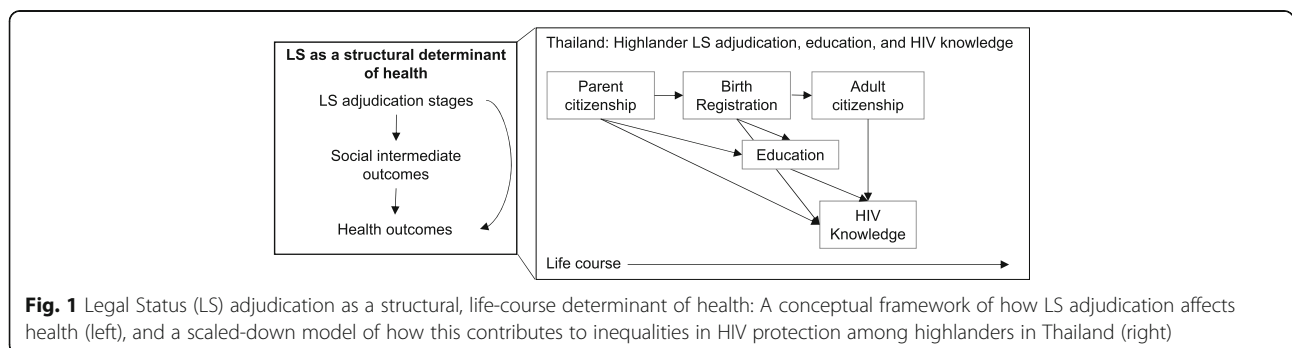 LS as a structural determinant
of health
LS adjudication stages
Social intermediate
outcomes
Health outcomes
Thailand: Highlander LS adjudication, education, and HIV knowledge
Parent
citizenship
Birth
Registration
Adult
citizenship
Education
HIV
Knowledge
Life course
Fig. 1 Legal Status (LS) adjudication as a structural, life-course determinant of health: A conceptual framework of how LS adjudication affects
health (left), and a scaled-down model of how this contributes to inequalities in HIV protection among highlanders in Thailand (right)